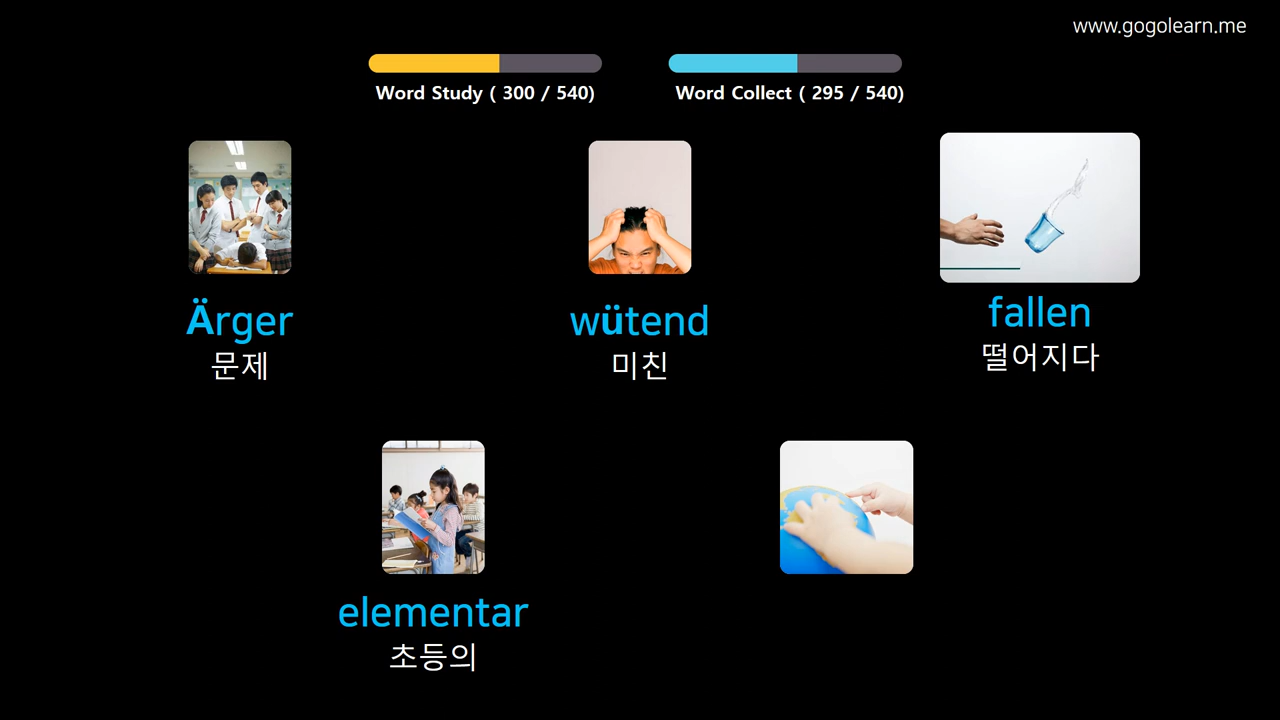 www.gogolearn.me
Word Study ( 300 / 540)
Word Collect ( 295 / 540)
Ärger
문제
wütend
미친
fallen
떨어지다
elementar
초등의